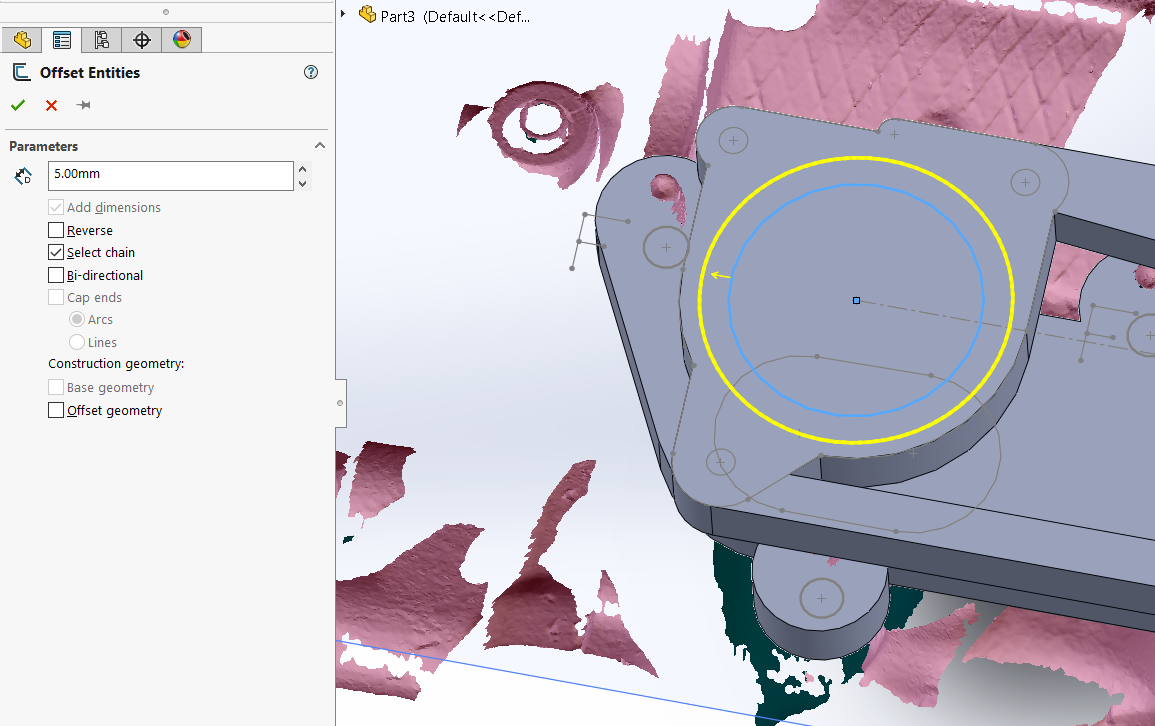 Part3 (Default<<Def...
Offset Entities
Parameters
5.00mm
Add dimensions
Reverse
Select chain
Bi-directional
Cap ends
Arcs
Lines
Construction geometry:
Base geometry
Offset geometry